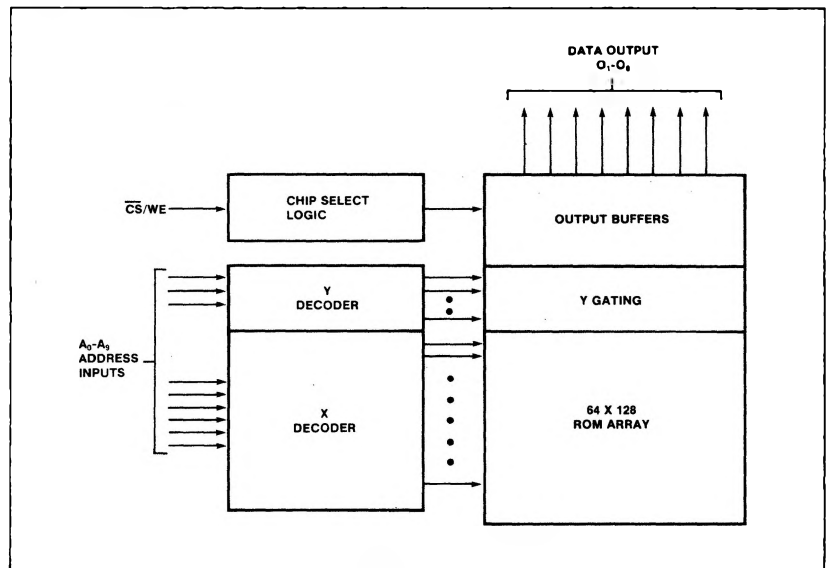 DATA OUTPUT
O₁-O₈
CS̅/WE
CHIP SELECT
LOGIC
OUTPUT BUFFERS
Y
DECODER
Y GATING
A₀-A₉
ADDRESS
INPUTS
X
DECODER
64 X 128
ROM ARRAY